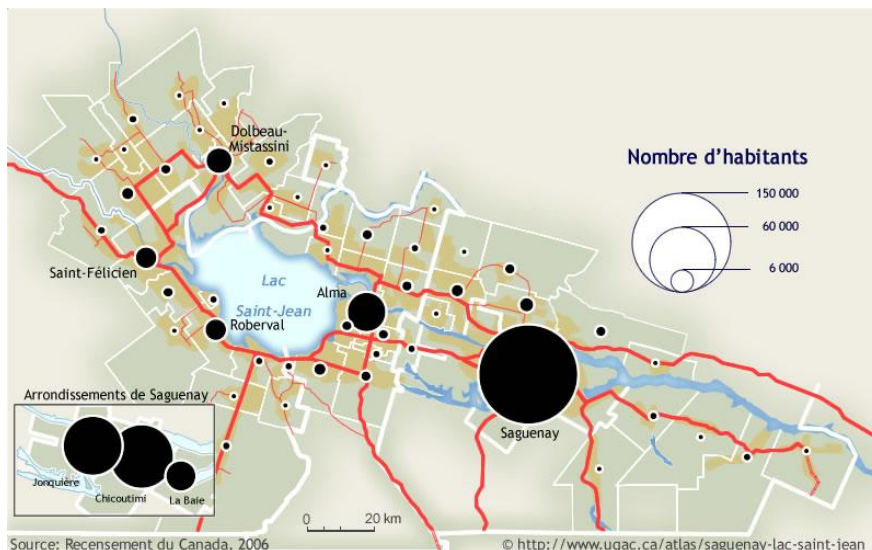 Dolbeau-
Mistassini
Nombre d'habitants
150 000
60 000
6 000
Saint-Félicien
Lac
Saint-Jean
Alma
Roberval
Arrondissements de Saguenay
Saguenay
Jonquière
Chicoutimi
La Baie
0 20 km
Source: Recensement du Canada, 2006
© http://www.uqac.ca/atlas/saguenay-lac-saint-jean